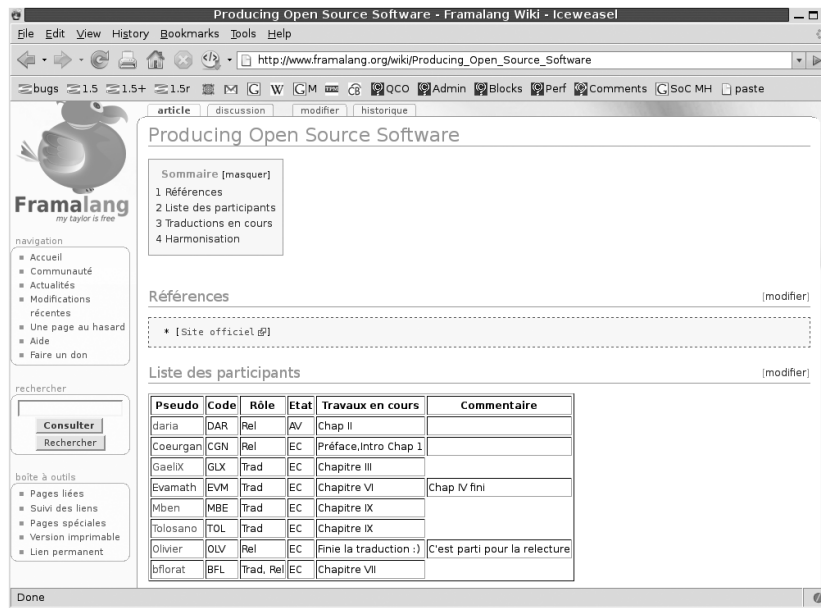 Producing Open Source Software - Framalang Wiki - Iceweasel
File Edit View History Bookmarks Tools Help
http://www.framalang.org/wiki/Producing_Open_Source_Software
bugs 1.5 1.5+ 1.5r G W GM QCO Admin Blocks Perf Comments SoC MH paste
article discussion modifier historique
Producing Open Source Software
Sommaire [masquer]
1 Références
2 Liste des participants
3 Traductions en cours
4 Harmonisation
Framalang
my taylor is free
navigation
Accueil
Communauté
Actualités
Modifications
récentes
Une page au hasard
Aide
Faire un don
rechercher
Consulter
Rechercher
boîte à outils
Pages liées
Suivi des liens
Pages spéciales
Version imprimable
Lien permanent
Références [modifier]
* [Site officiel]
Liste des participants [modifier]
Pseudo Code Rôle Etat Travaux en cours Commentaire
daria DAR Rel AV Chap II
Coeurgan CGN Rel EC Préface,Intro Chap 1
GaeliX GLX Trad EC Chapitre III
Evamath EVM Trad EC Chapitre VI Chap IV fini
Mben MBE Trad EC Chapitre IX
Tolosano TOL Trad EC Chapitre IX
Olivier OLV Rel EC Finie la traduction :) C'est parti pour la relecture
bflorat BFL Trad, Rel EC Chapitre VII
Done